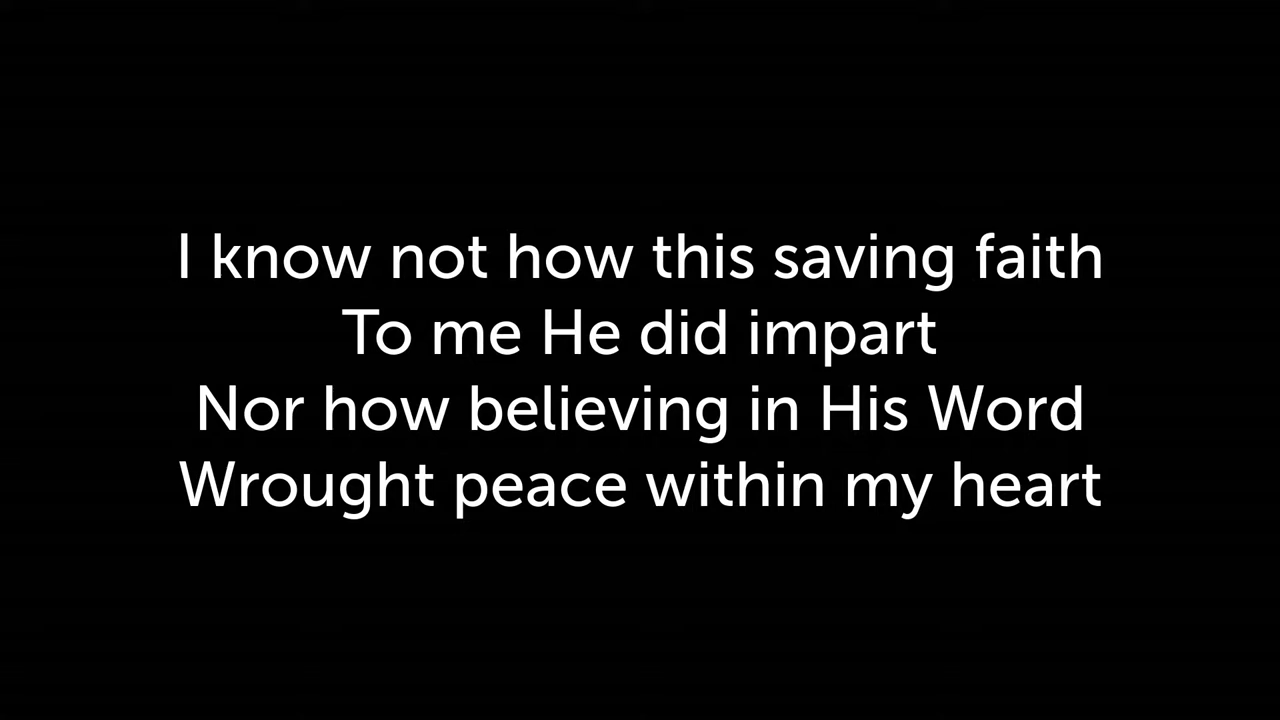 I know not how this saving faith
To me He did impart
Nor how believing in His Word
Wrought peace within my heart